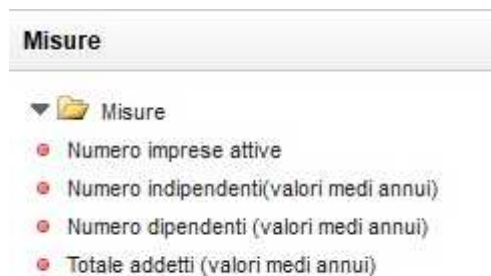 Misure
Misure
Numero imprese attive
Numero indipendenti(valori medi annui)
Numero dipendenti (valori medi annui)
Totale addetti (valori medi annui)